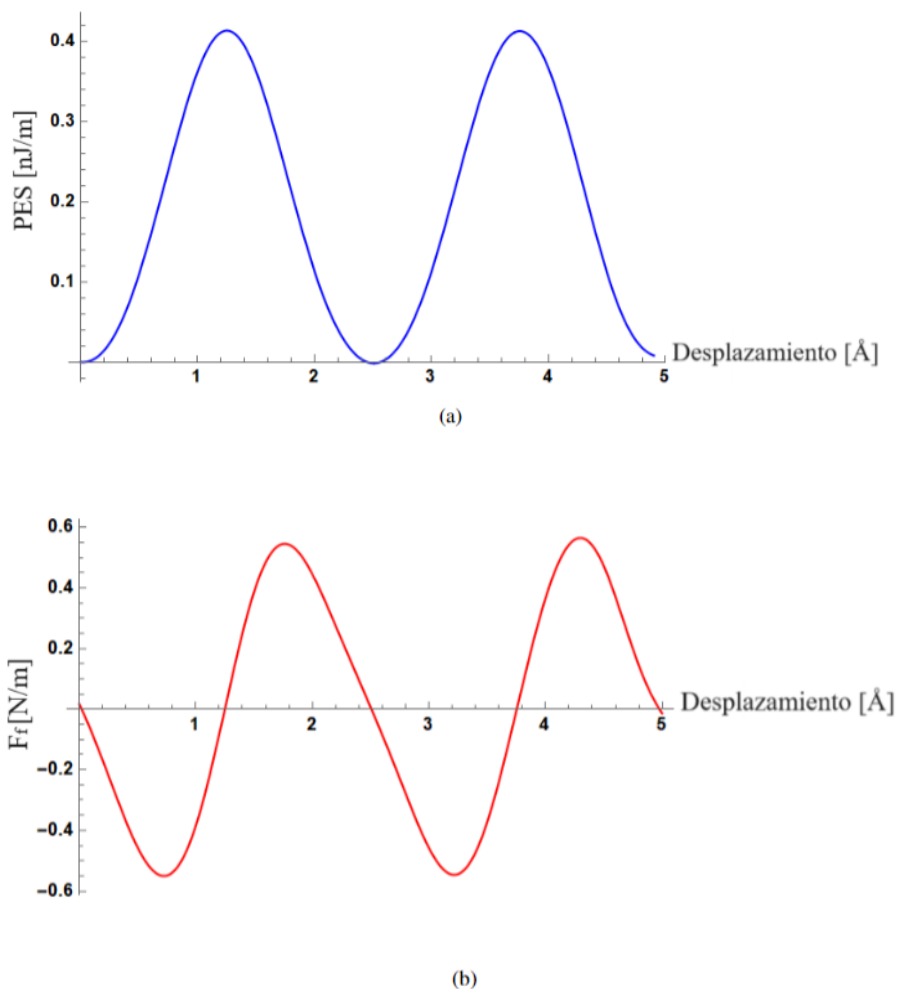 PES [nJ/m]
0.4
0.3
0.2
0.1
1 2 3 4 5
Desplazamiento [Å]
(a)
Ff[N/m]
0.6
0.4
0.2
−0.2
−0.4
−0.6
1 2 3 4 5
Desplazamiento [Å]
(b)